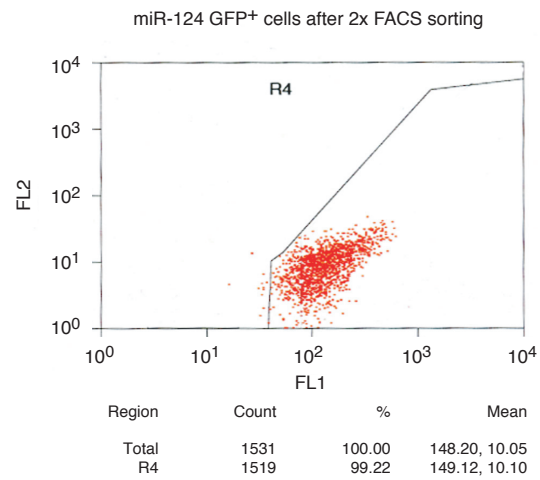 miR-124 GFP+ cells after 2x FACS sorting
10^4
R4
10^3
FL2
10^2
10^1
10^0
10^0 10^1 10^2 10^3 10^4
FL1
Region Count % Mean
Total 1531 100.00 148.20, 10.05
R4 1519 99.22 149.12, 10.10